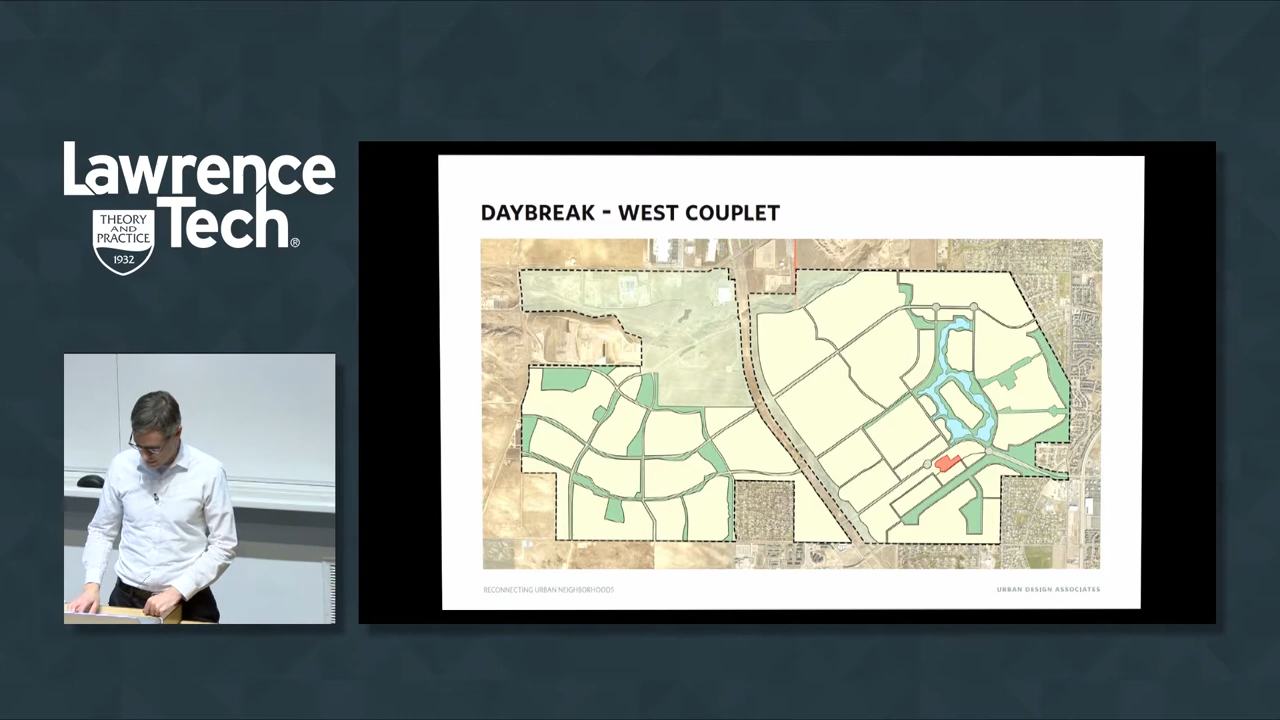 Lawrence
Tech®
THEORY
AND
PRACTICE
1932
DAYBREAK - WEST COUPLET
RECONNECTING URBAN NEIGHBORHOODS
URBAN DESIGN ASSOCIATES